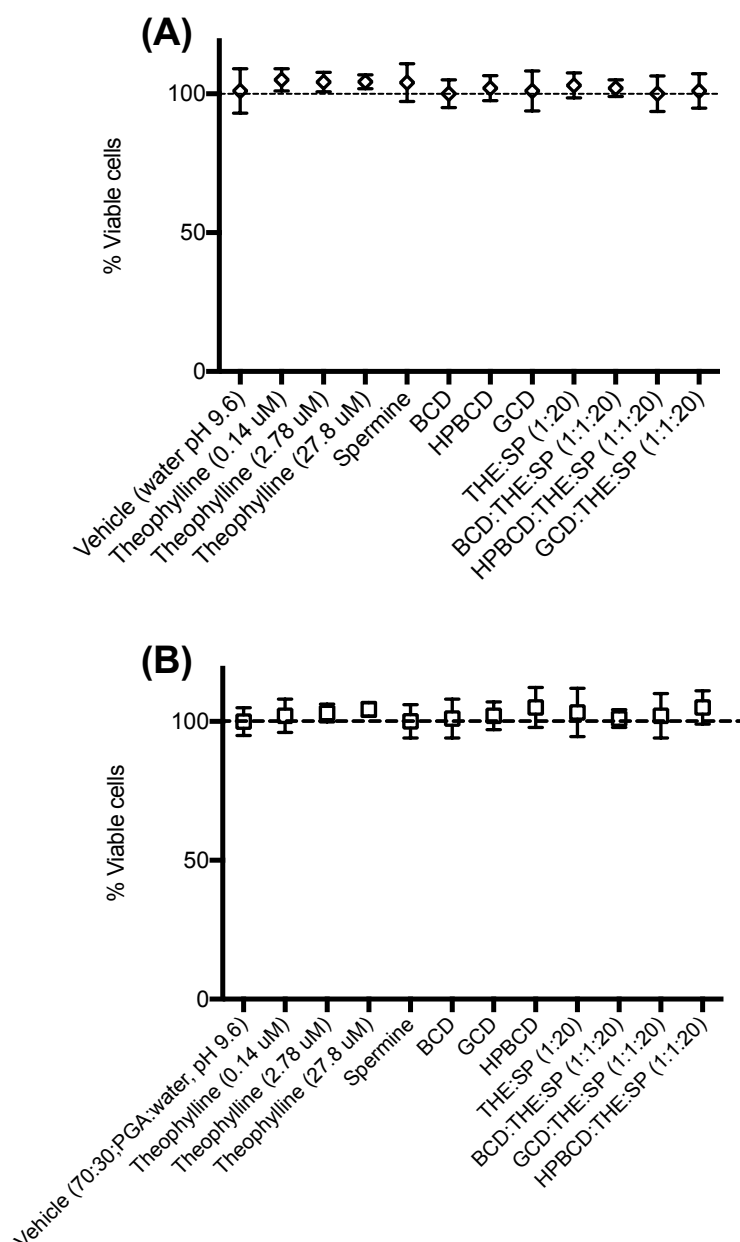 (A)
% Viable cells
100
50
0
Vehicle (water pH 9.6)
Theophylline (0.14 uM)
Theophylline (2.78 uM)
Theophylline (27.8 uM)
Spermine
BCD
HPBCD
GCD
THE:SP (1:20)
BCD:THE:SP (1:1:20)
HPBCD:THE:SP (1:1:20)
GCD:THE:SP (1:1:20)
(B)
% Viable cells
100
50
0
Vehicle (70:30;PGA:water, pH 9.6)
Theophylline (0.14 uM)
Theophylline (2.78 uM)
Theophylline (27.8 uM)
Spermine
BCD
GCD
HPBCD
THE:SP (1:20)
BCD:THE:SP (1:1:20)
GCD:THE:SP (1:1:20)
HPBCD:THE:SP (1:1:20)